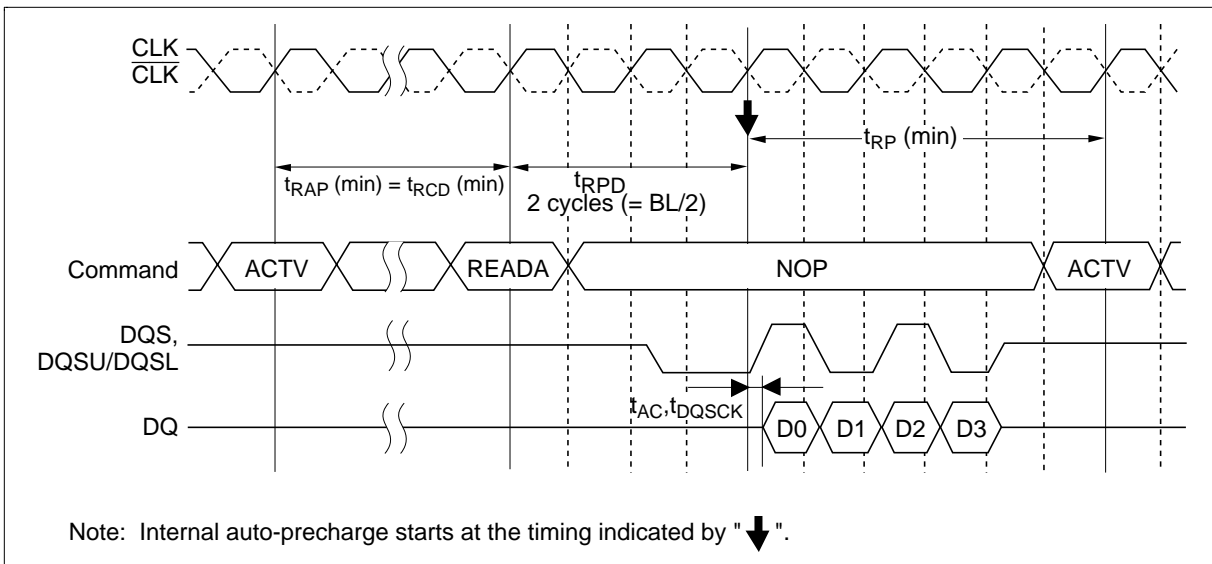 CLK
CLK
tRP (min)
tRAP (min) = tRCD (min)
tRPD
2 cycles (= BL/2)
Command
ACTV
READA
NOP
ACTV
DQS,
DQSU/DQSL
tAC,tDQSCK
DQ
D0
D1
D2
D3
Note: Internal auto-precharge starts at the timing indicated by " ".